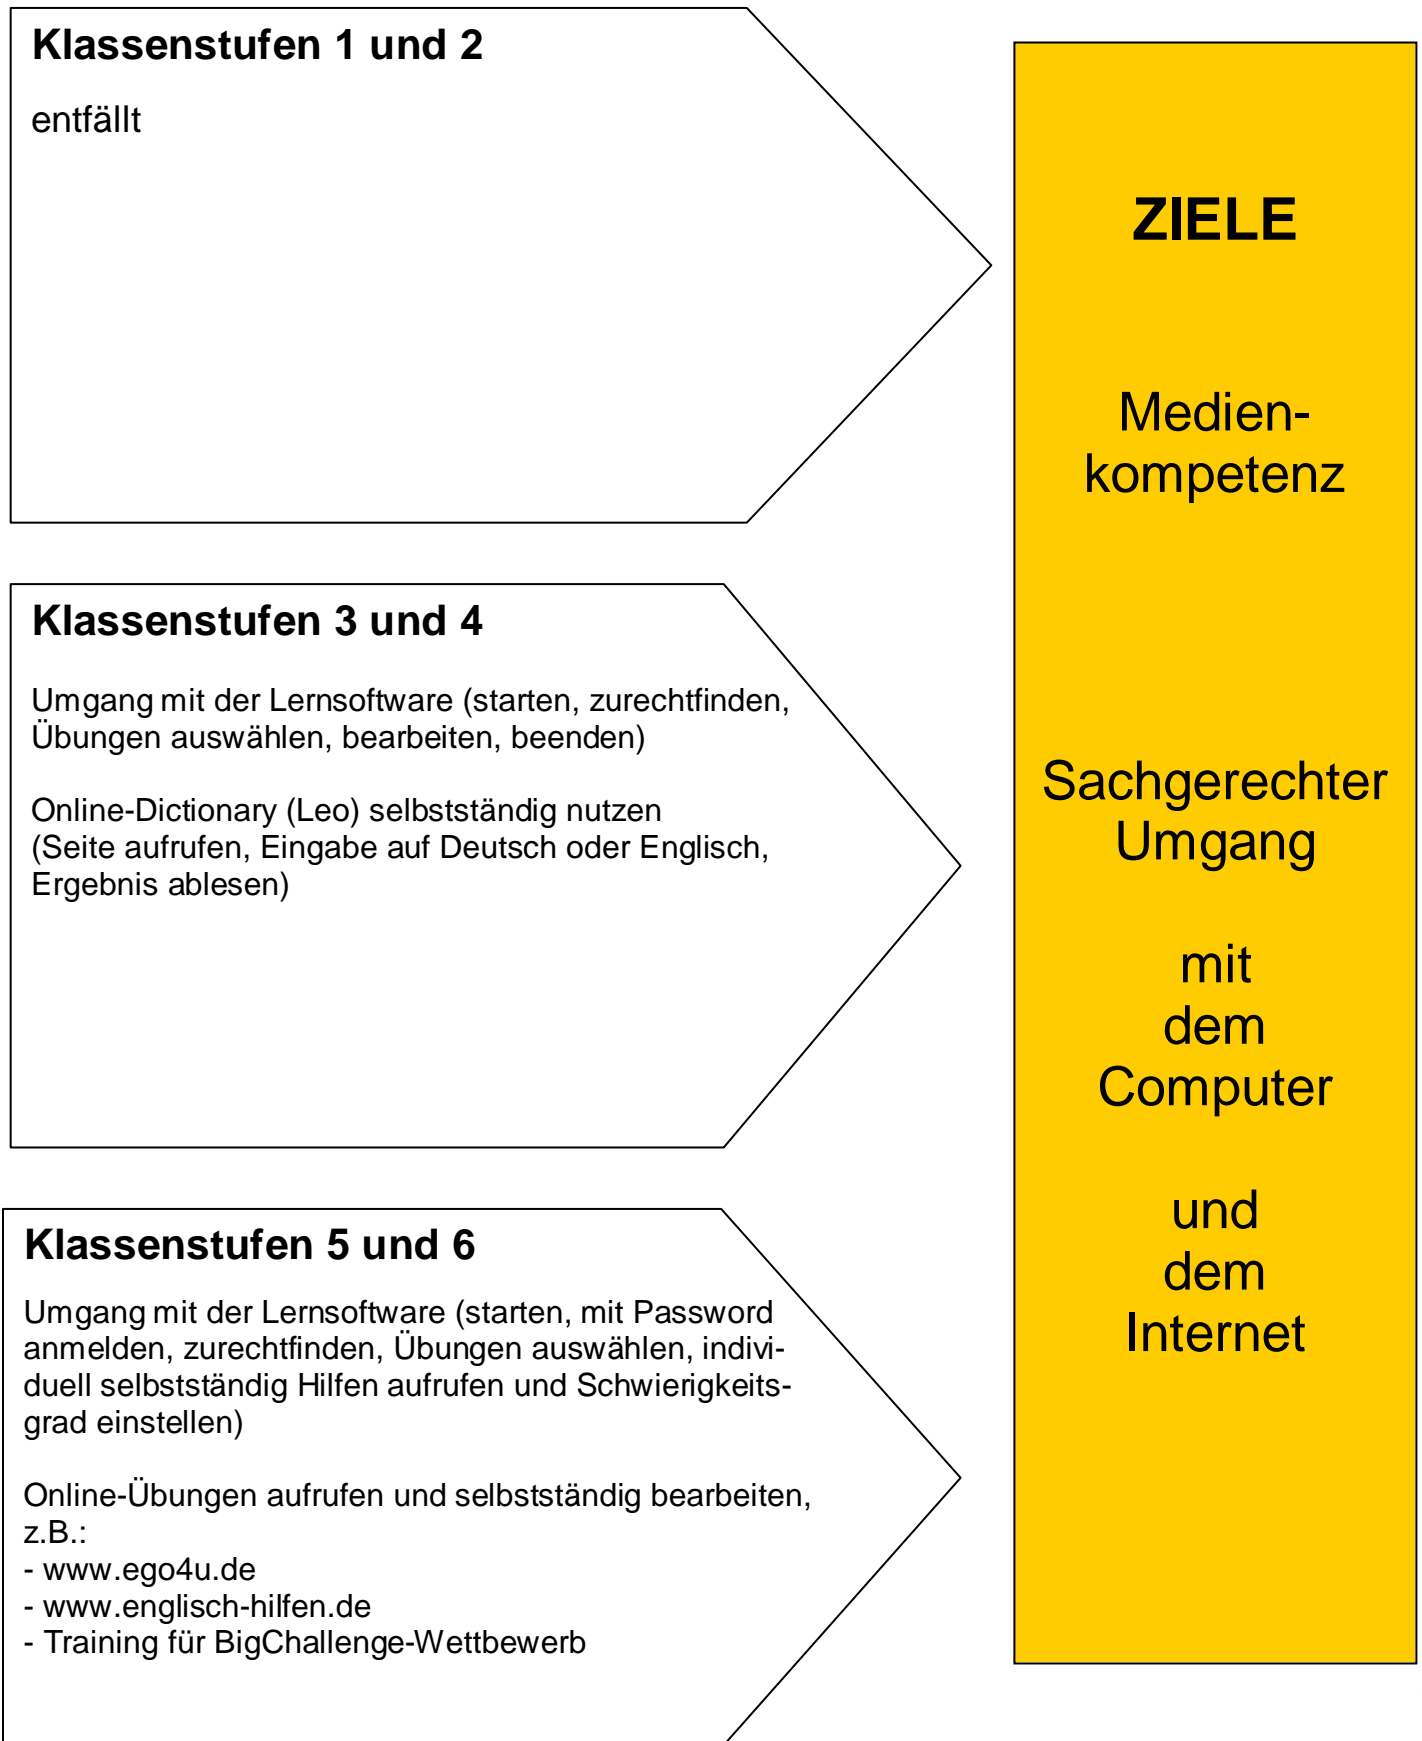 Klassenstufen 1 und 2
entfällt
Klassenstufen 3 und 4
Umgang mit der Lernsoftware (starten, zurechtfinden,
Übungen auswählen, bearbeiten, beenden)
Online-Dictionary (Leo) selbstständig nutzen
(Seite aufrufen, Eingabe auf Deutsch oder Englisch,
Ergebnis ablesen)
Klassenstufen 5 und 6
Umgang mit der Lernsoftware (starten, mit Password
anmelden, zurechtfinden, Übungen auswählen, indivi-
duell selbstständig Hilfen aufrufen und Schwierigkeits-
grad einstellen)
Online-Übungen aufrufen und selbstständig bearbeiten,
z.B.:
- www.ego4u.de
- www.englisch-hilfen.de
- Training für BigChallenge-Wettbewerb
ZIELE
Medien-
kompetenz
Sachgerechter
Umgang
mit
dem
Computer
und
dem
Internet